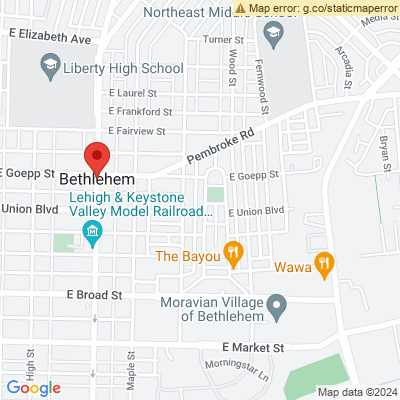 Map error: g.co/staticmaperror
Northeast Middle School
Media St
E Elizabeth Ave
Turner St
Wood St
Fernwood St
Arcadia St
Liberty High School
E Laurel St
E Frankford St
E Fairview St
Pembroke Rd
Bryan St
E Goepp St
E Goepp St
Bethlehem
Lehigh & Keystone
Valley Model Railroad...
Union Blvd
E Union Blvd
The Bayou
Wawa
E Broad St
Moravian Village
of Bethlehem
E Market St
High St
Maple St
Morningstar Ln
Google
Map data ©2024